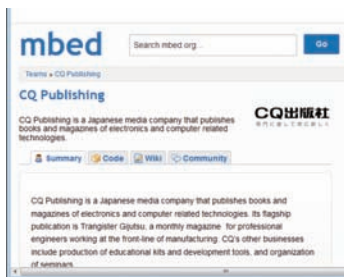 mbed
Search mbed.org...
Go
Teams » CQ Publishing
CQ Publishing
CQ Publishing is a Japanese media company that publishes
books and magazines of electronics and computer related
technologies.
CQ出版社
Summary
Code
Wiki
Community
CQ Publishing is a Japanese media company that publishes books and
magazines of electronics and computer related technologies. Its flagship
publication is Trangister Gijutsu, a monthly magazine for professional
engineers working at the front-line of manufacturing. CQ's other businesses
include production of educational kits and development tools, and organization
of seminars.